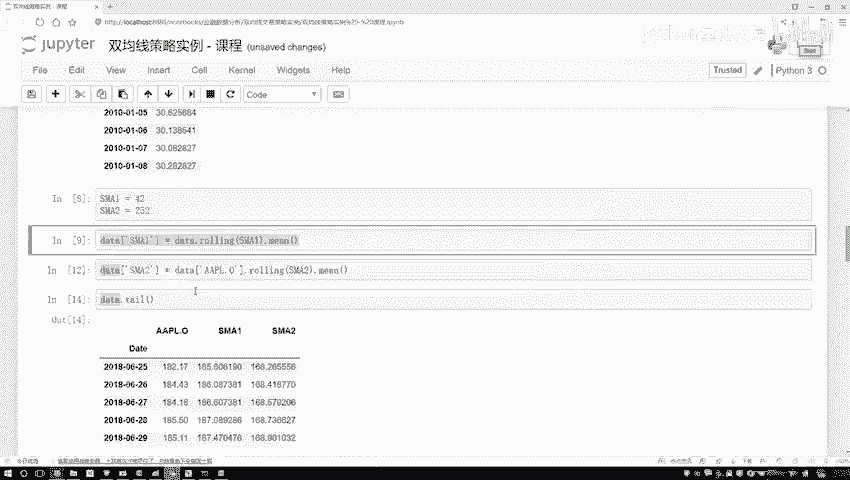 双均线策略实例 - 课程
http://localhost:8889/notebooks/金融数据分析/双均线交易策略实例/双均线策略实例%20-%20课程.ipynb
jupyter 双均线策略实例 - 课程 (unsaved changes)
File Edit View Insert Cell Kernel Widgets Help
Trusted Python 3
Code
2010-01-05 30.625684
2010-01-06 30.138541
2010-01-07 30.082827
2010-01-08 30.282827
In [8]: SMA1 = 42
SMA2 = 252
In [9]: data['SMA1'] = data.rolling(SMA1).mean()
In [12]: data['SMA2'] = data['AAPL.O'].rolling(SMA2).mean()
In [14]: data.tail()
Out[14]:
AAPL.O SMA1 SMA2
Date
2018-06-25 182.17 185.606190 168.265556
2018-06-26 184.43 186.087381 168.418770
2018-06-27 184.16 186.607381 168.579206
2018-06-28 185.50 187.089286 168.736627
2018-06-29 185.11 187.470476 168.901032